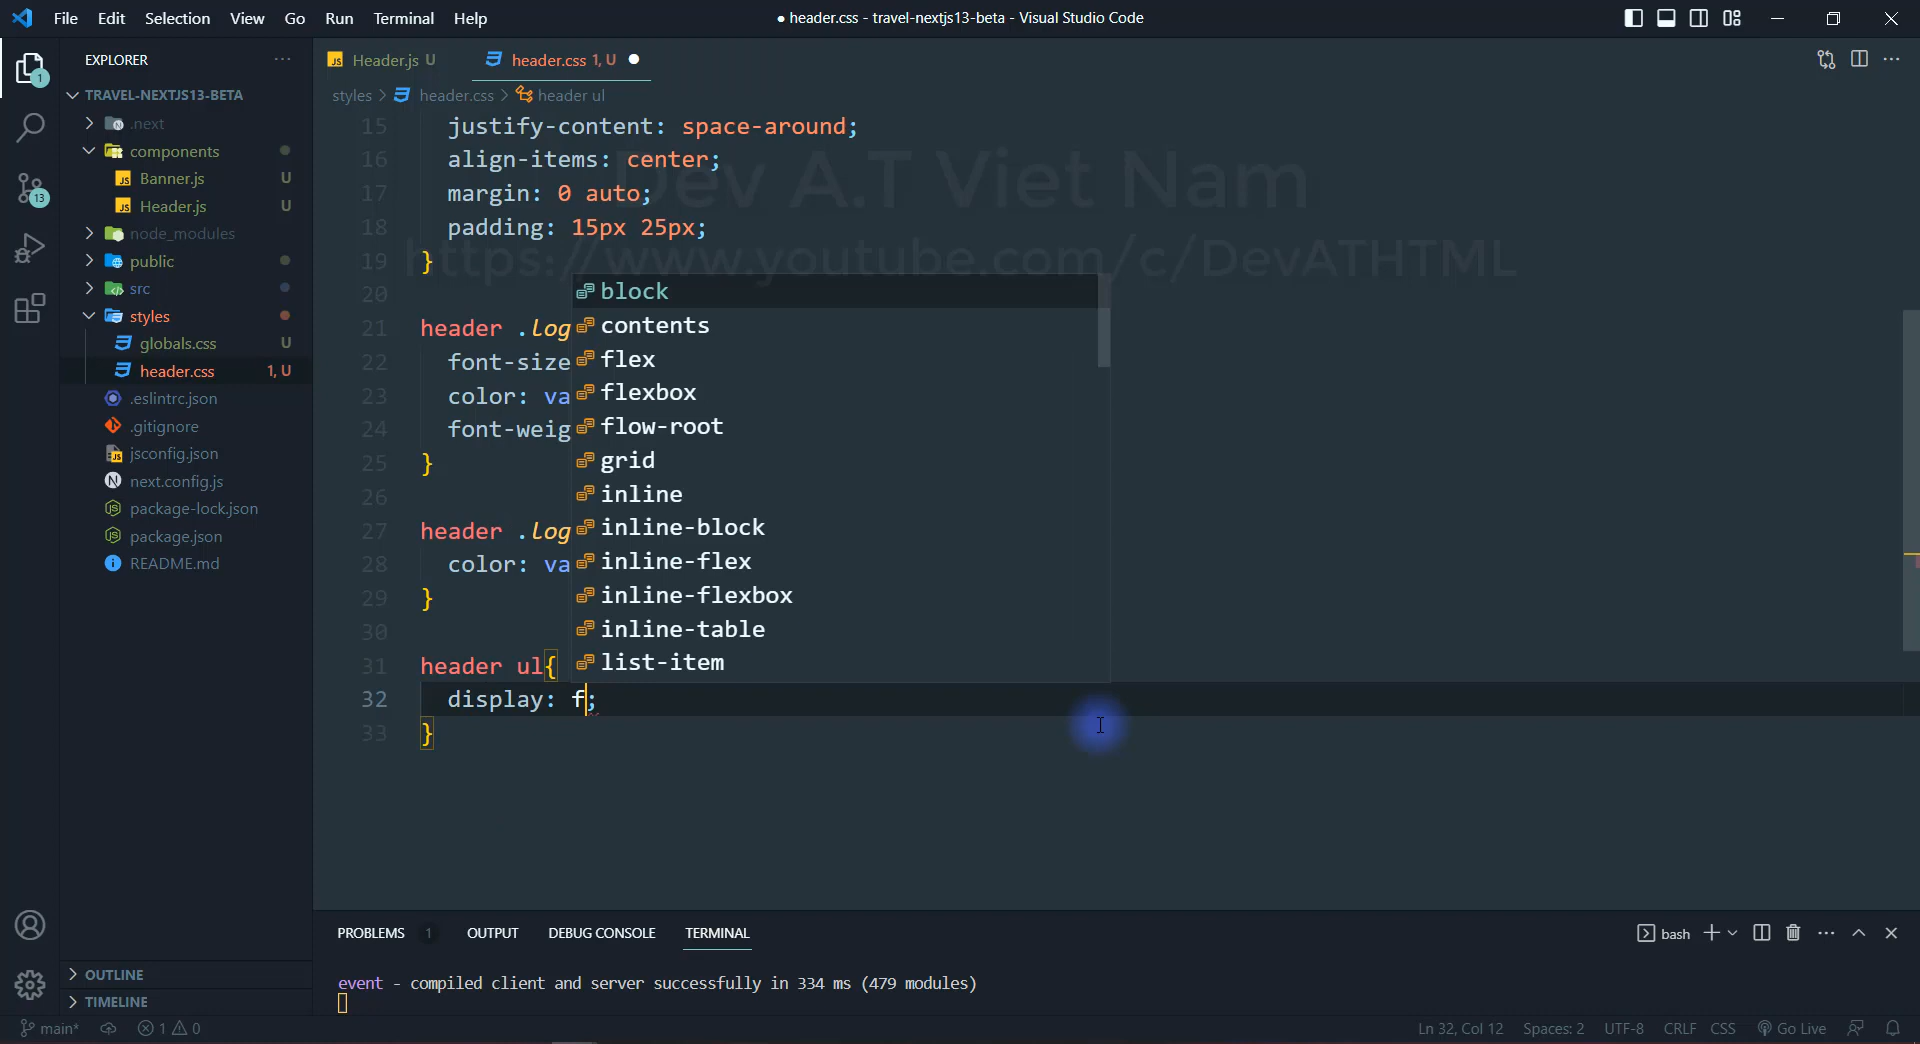 File Edit Selection View Go Run Terminal Help
● header.css - travel-nextjs13-beta - Visual Studio Code
EXPLORER
TRAVEL-NEXTJS13-BETA
.next
components
Banner.js U
Header.js U
node_modules
public
src
styles
globals.css U
header.css 1, U
.eslintrc.json
.gitignore
jsconfig.json
next.config.js
package-lock.json
package.json
README.md
OUTLINE
TIMELINE
1
13
Header.js U
header.css 1, U
styles > header.css > header ul
Dev A.T Viet Nam
https://www.youtube.com/c/DevATHTML
15 justify-content: space-around;
16 align-items: center;
17 margin: 0 auto;
18 padding: 15px 25px;
19 }
20
21 header .log
22 font-size
23 color: va
24 font-weig
25 }
26
27 header .log
28 color: va
29 }
30
31 header ul{
32 display: f;
33 }
block
contents
flex
flexbox
flow-root
grid
inline
inline-block
inline-flex
inline-flexbox
inline-table
list-item
PROBLEMS 1 OUTPUT DEBUG CONSOLE TERMINAL
bash
event - compiled client and server successfully in 334 ms (479 modules)
main* 1 0
Ln 32, Col 12 Spaces: 2 UTF-8 CRLF CSS Go Live